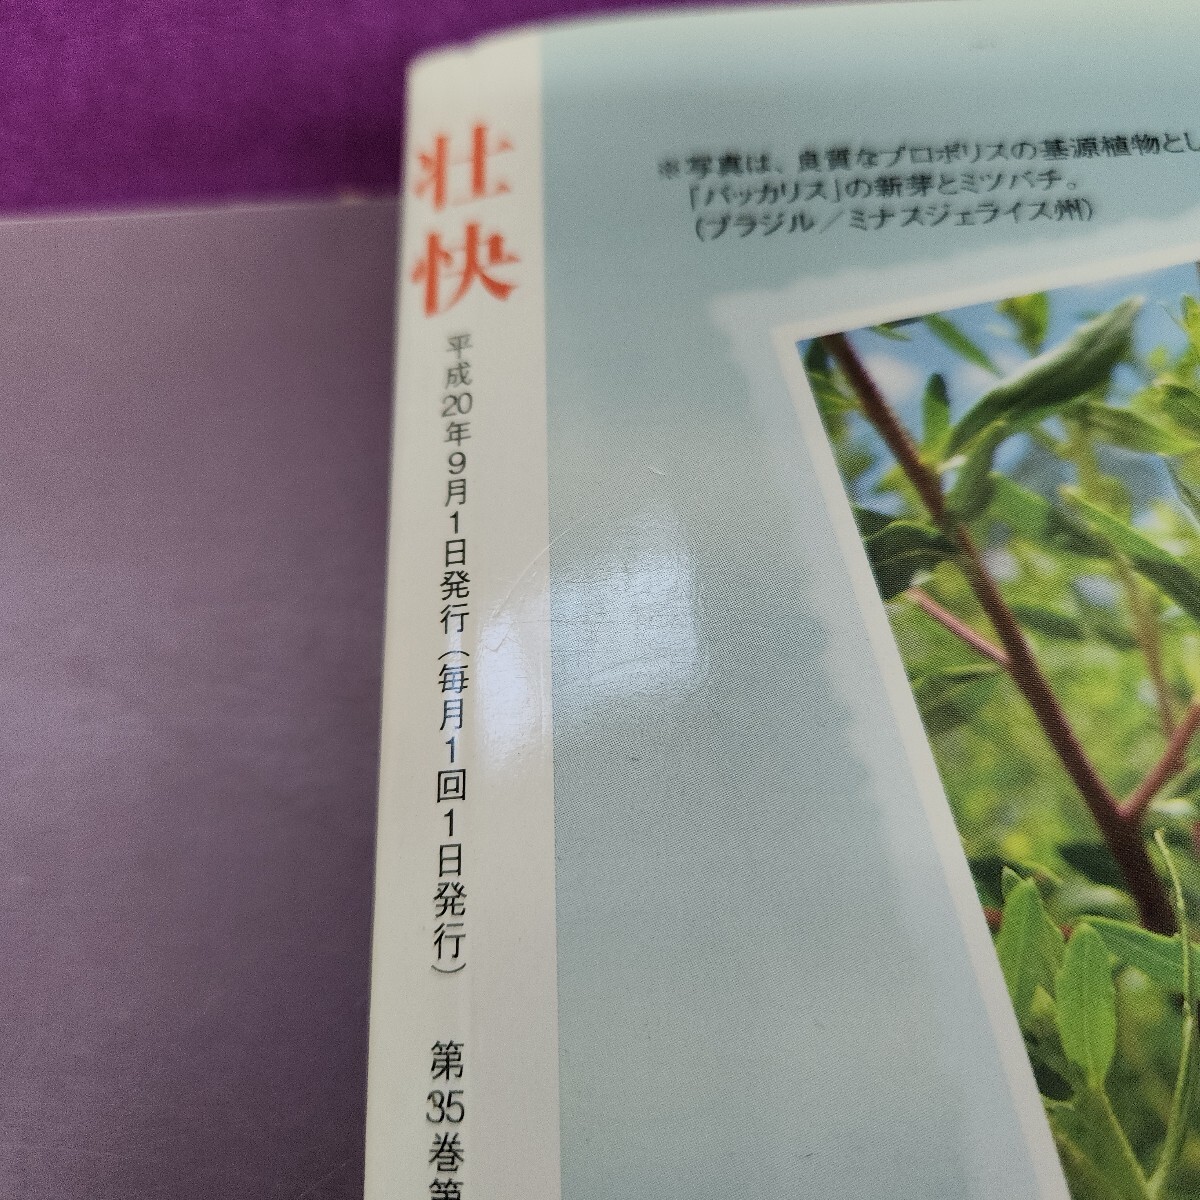 壮快
平成20年9月1日発行(毎月1回1日発行) 第35巻第
※写真は、良質なプロポリスの基源植物とし
「バッカリス」の新芽とミツバチ。
(ブラジル/ミナスジェライス州)